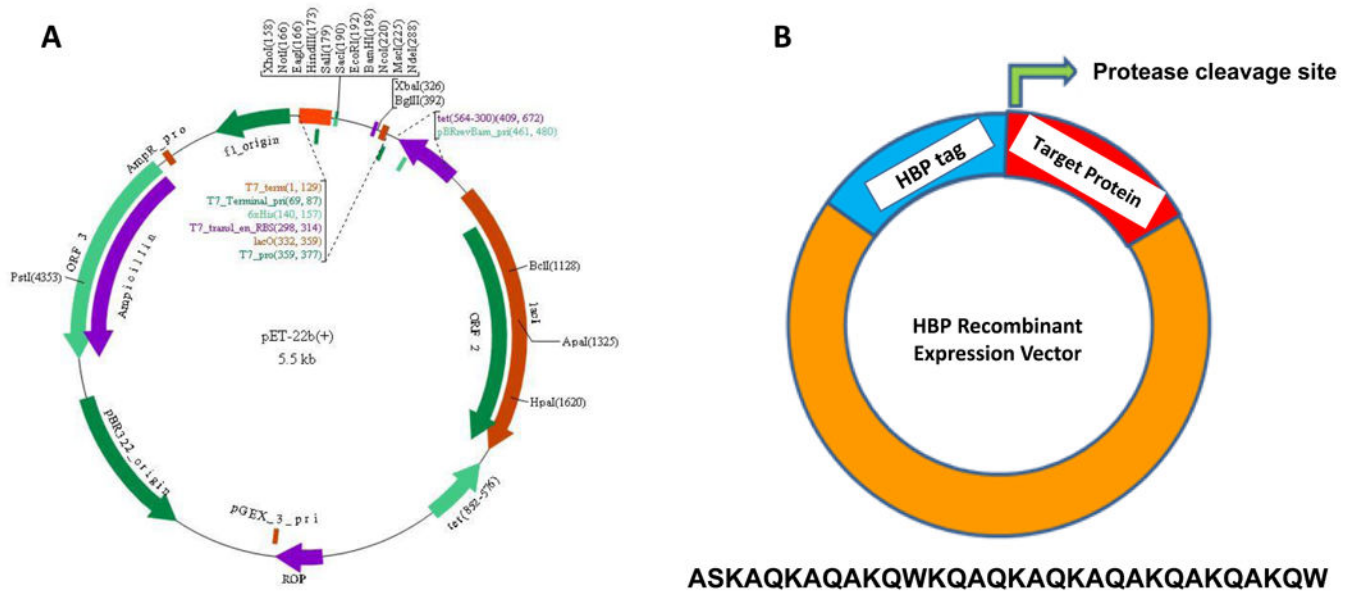 A
XhoI(158)
NotI(166)
EagI(166)
HindIII(173)
SalI(179)
SacI(190)
EcoRI(192)
BamHI(198)
NcoI(220)
MscI(225)
NdeI(288)
XbaI(326)
BglII(392)
tet(564-300)(409, 672)
pBRrevBam_pri(461, 480)
f1_origin
AmpR_pro
T7_term(1, 129)
T7_Terminal_pri(69, 87)
6xHis(140, 157)
T7_transl_en_RBS(298, 314)
lacO(332, 359)
T7_pro(359, 377)
ORF 3
Ampicillin
PstI(4353)
BclI(1128)
lacI
ORF 2
ApaI(1325)
HpaI(1620)
pET-22b(+)
5.5 kb
pBR322_origin
pGEX_3_pri
tet(852-576)
ROP
B
Protease cleavage site
HBP tag
Target Protein
HBP Recombinant
Expression Vector
ASKAQKAQAKQWKQAQKAQKAQAKQAKQAKQW